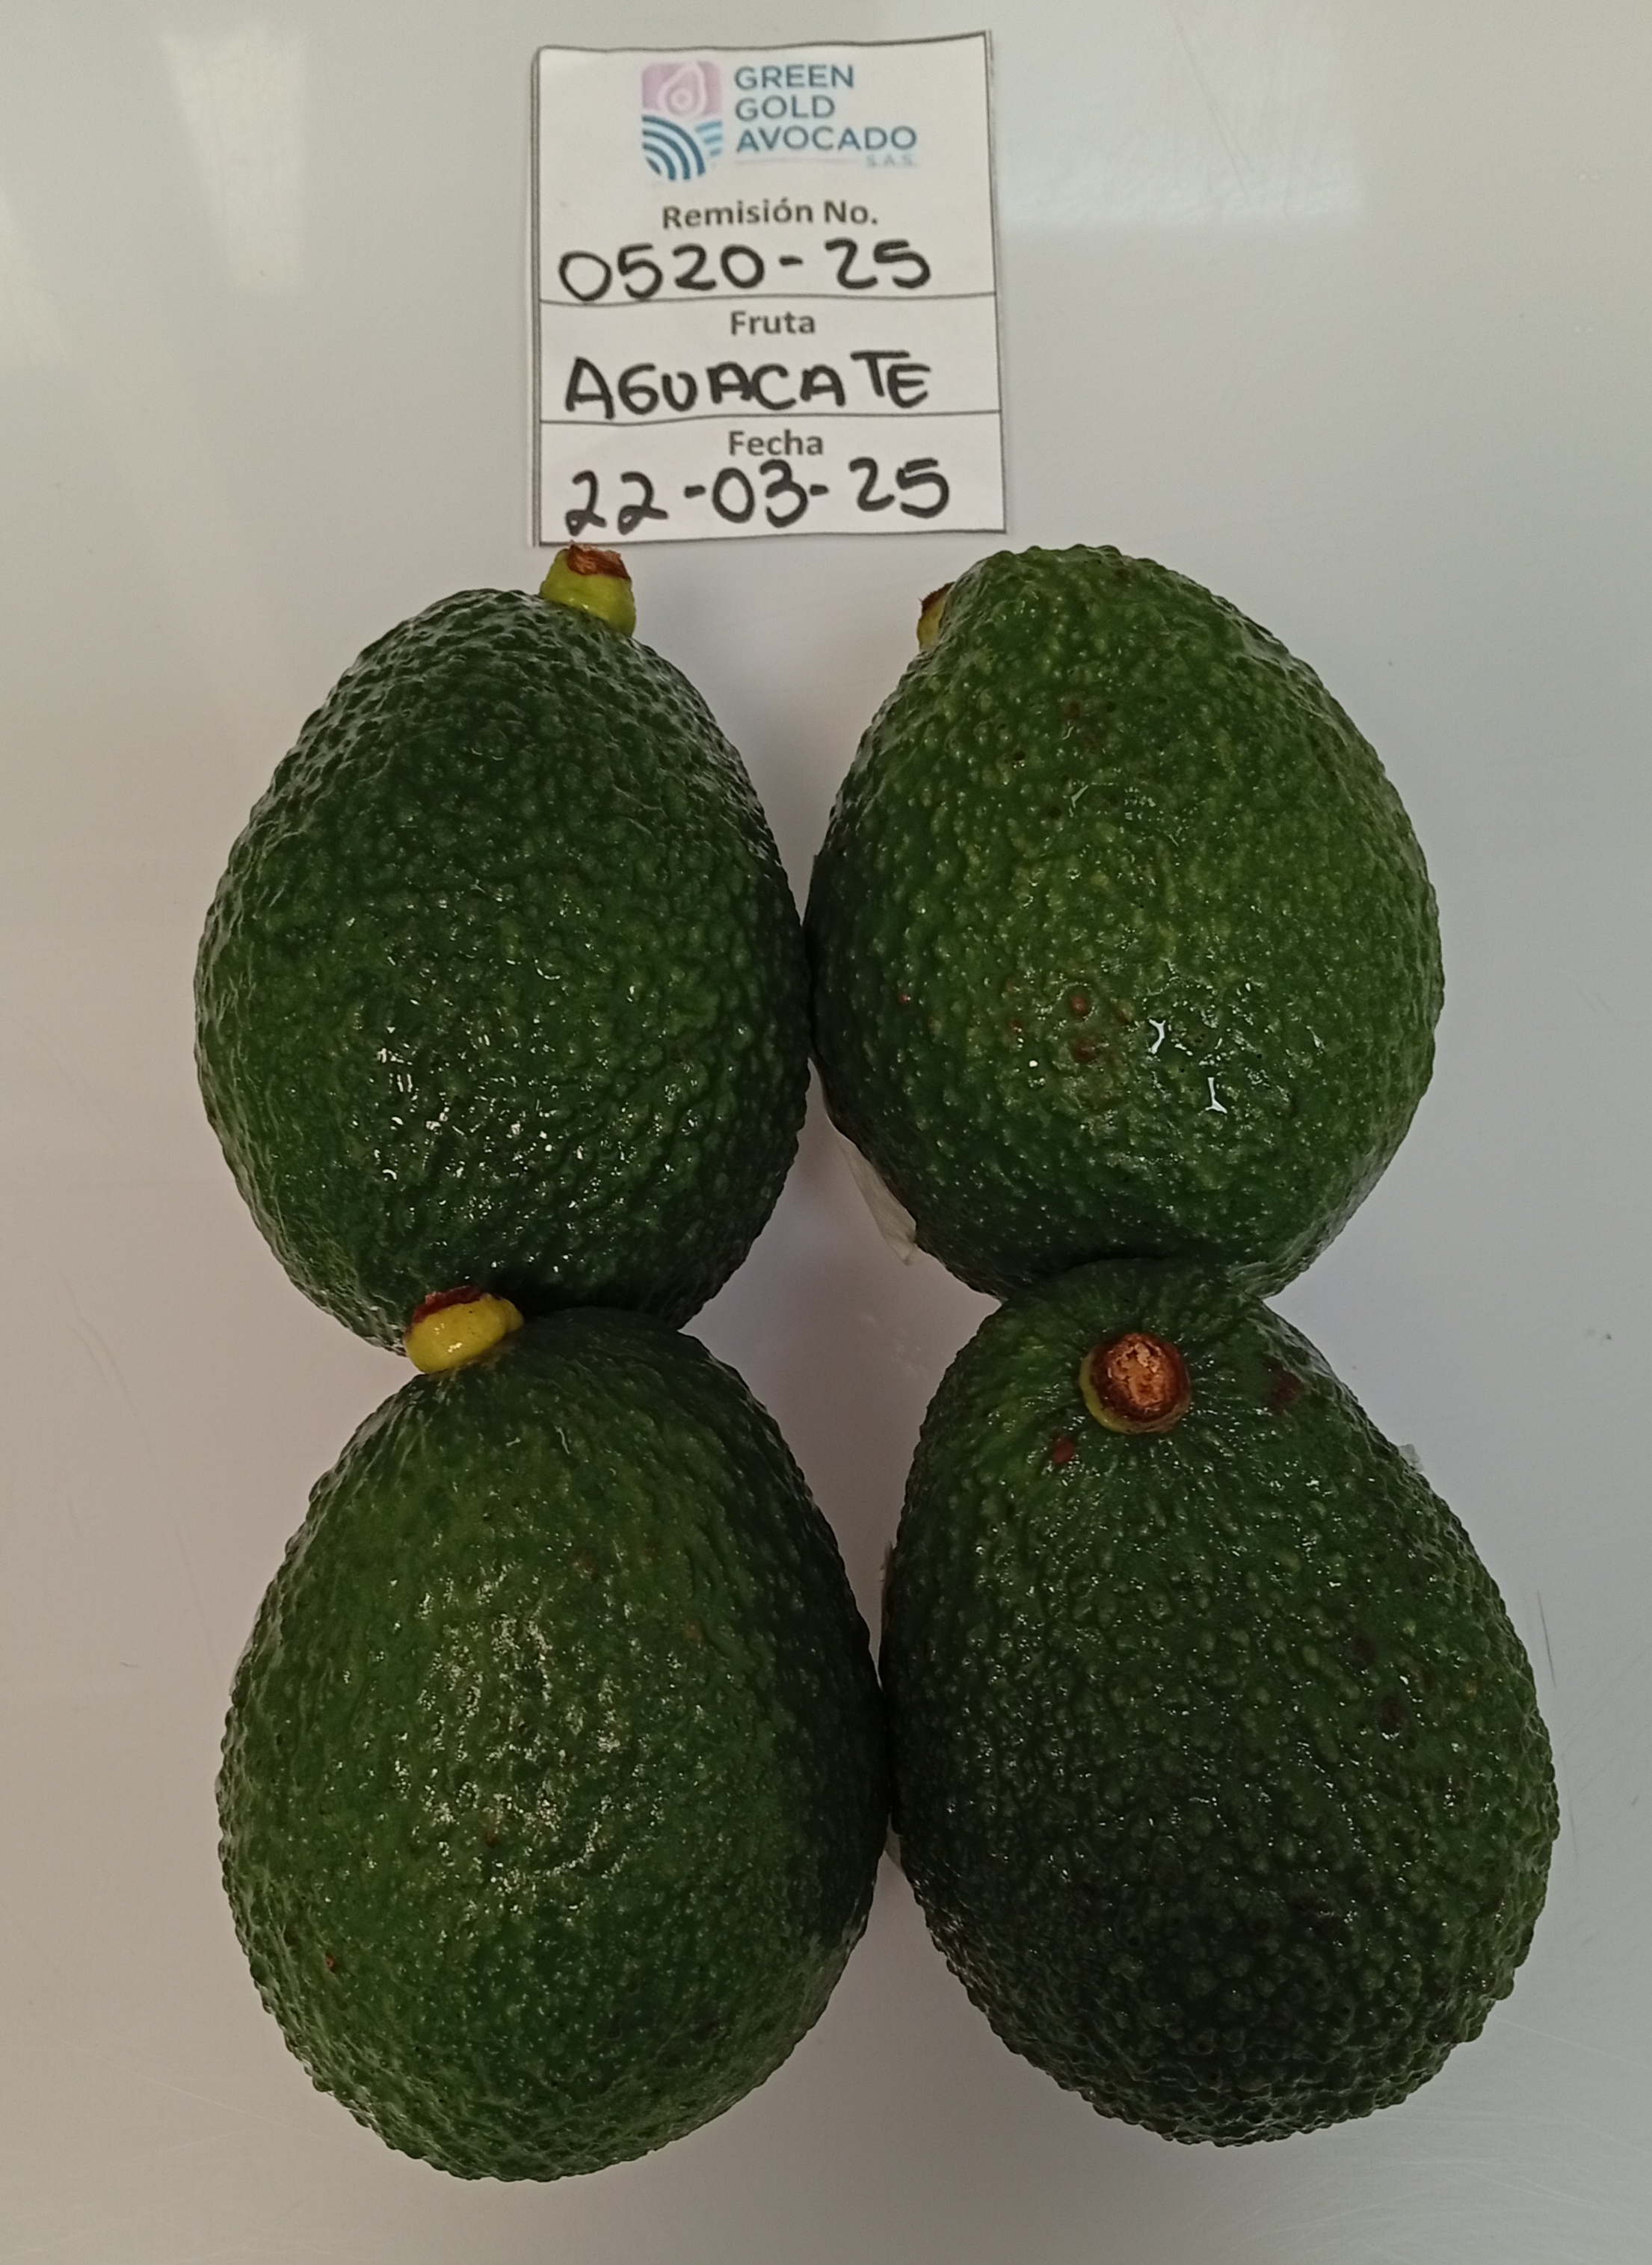 GREEN
GOLD
AVOCADO
S.A.S.
Remisión No.
0520-25
Fruta
AGUACATE
Fecha
22-03-25